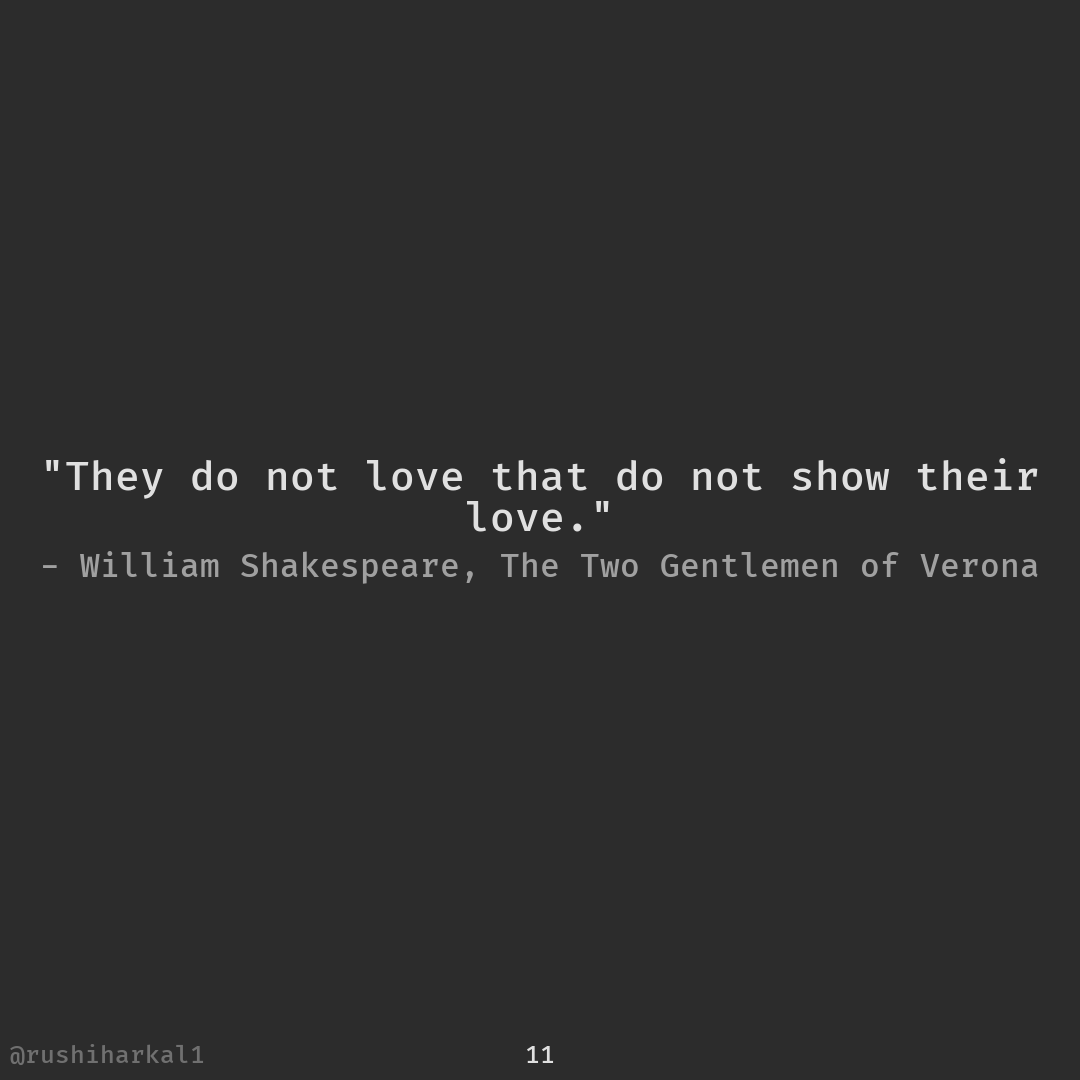 "They do not love that do not show their
love."
- William Shakespeare, The Two Gentlemen of Verona
@rushiharkal1
11